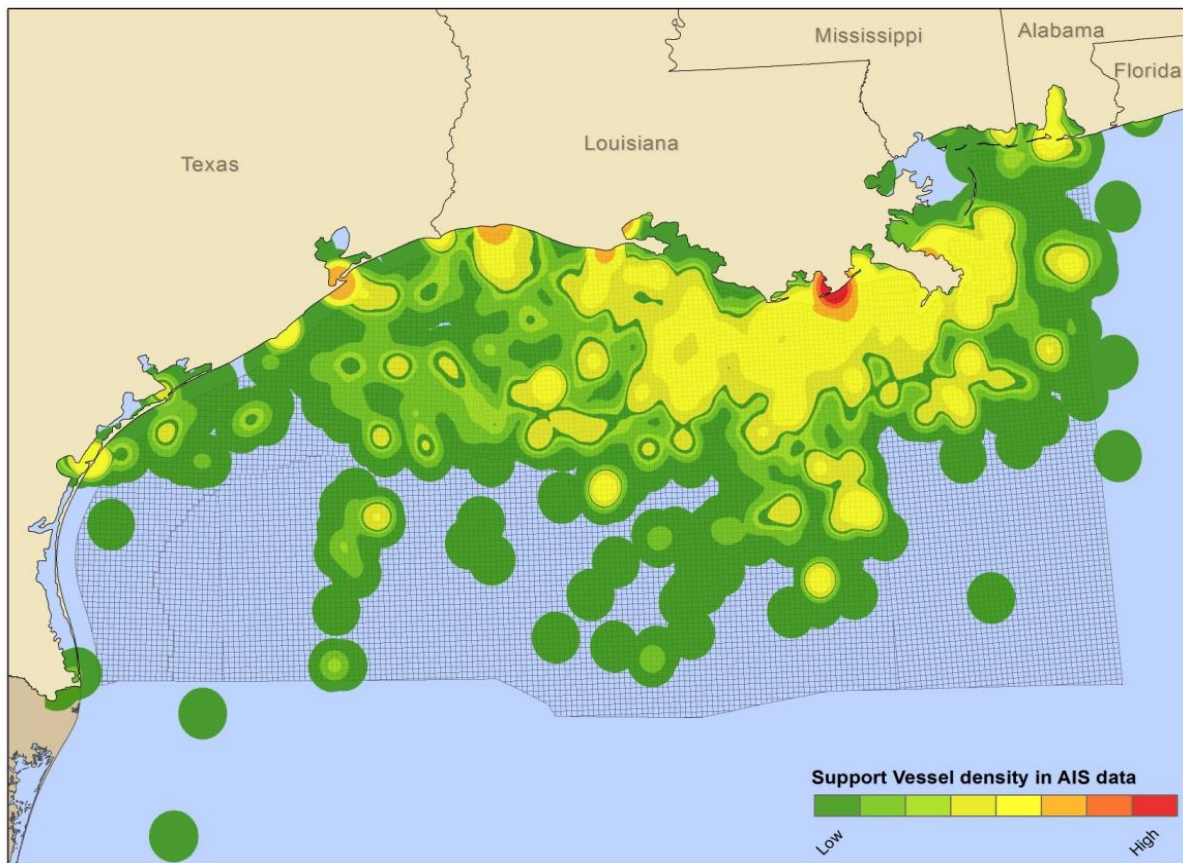 Mississippi
Alabama
Florida
Texas
Louisiana
Support Vessel density in AIS data
Low
High